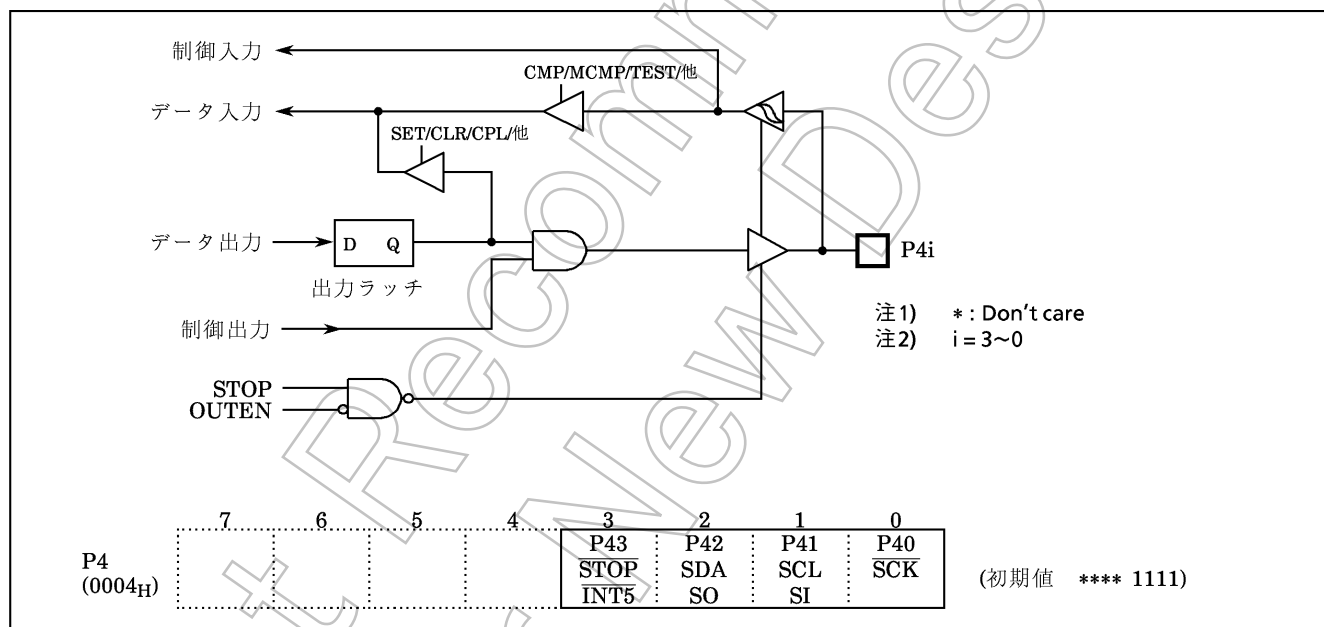 制御入力
CMP/MCMP/TEST/他
データ入力
SET/CLR/CPL/他
データ出力
D Q
P4i
出力ラッチ
注1) * : Don't care
制御出力
注2) i = 3~0
STOP
OUTEN
7 6 5 4 3 2 1 0
P4
(0004H)
P43 P42 P41 P40
STOP SDA SCL SCK
INT5 SO SI
(初期値 **** 1111)